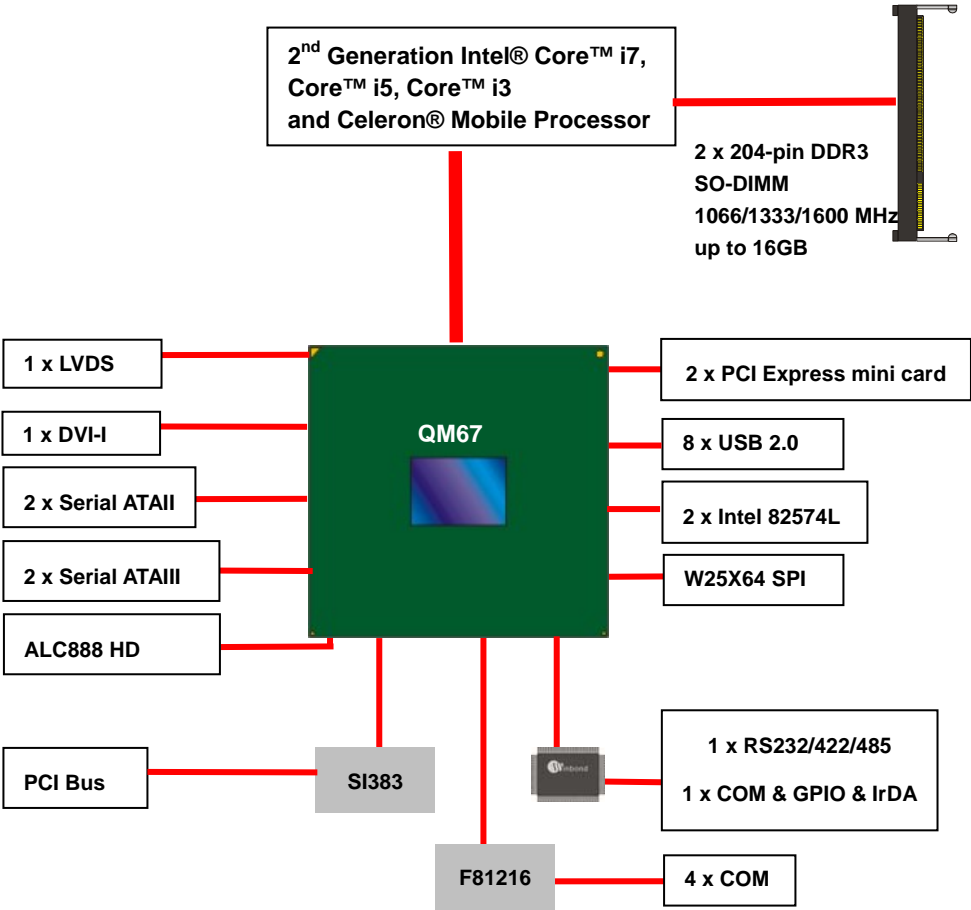 2nd Generation Intel® Core™ i7,
Core™ i5, Core™ i3
and Celeron® Mobile Processor
2 x 204-pin DDR3
SO-DIMM
1066/1333/1600 MHz
up to 16GB
1 x LVDS
1 x DVI-I
2 x Serial ATAII
2 x Serial ATAIII
ALC888 HD
QM67
2 x PCI Express mini card
8 x USB 2.0
2 x Intel 82574L
W25X64 SPI
PCI Bus
SI383
inbond
1 x RS232/422/485
1 x COM & GPIO & IrDA
F81216
4 x COM